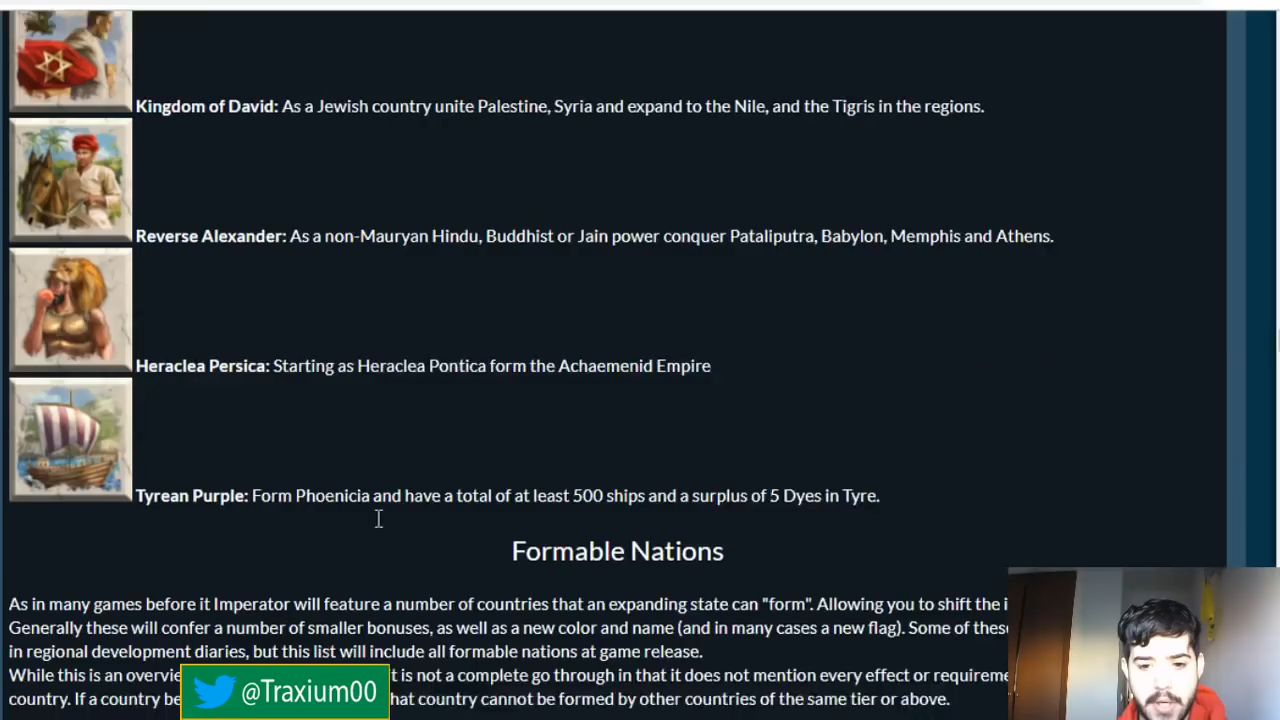 Kingdom of David: As a Jewish country unite Palestine, Syria and expand to the Nile, and the Tigris in the regions.
Reverse Alexander: As a non-Mauryan Hindu, Buddhist or Jain power conquer Pataliputra, Babylon, Memphis and Athens.
Heraclea Persica: Starting as Heraclea Pontica form the Achaemenid Empire
Tyrean Purple: Form Phoenicia and have a total of at least 500 ships and a surplus of 5 Dyes in Tyre.
Formable Nations
As in many games before it Imperator will feature a number of countries that an expanding state can "form". Allowing you to shift the
Generally these will confer a number of smaller bonuses, as well as a new color and name (and in many cases a new flag). Some of
in regional development diaries, but this list will include all formable nations at game release.
While this is an is not a complete go through in that it does not mention every effect or
country. If a country that country cannot be formed by other countries of the same tier or above.
@Traxium00